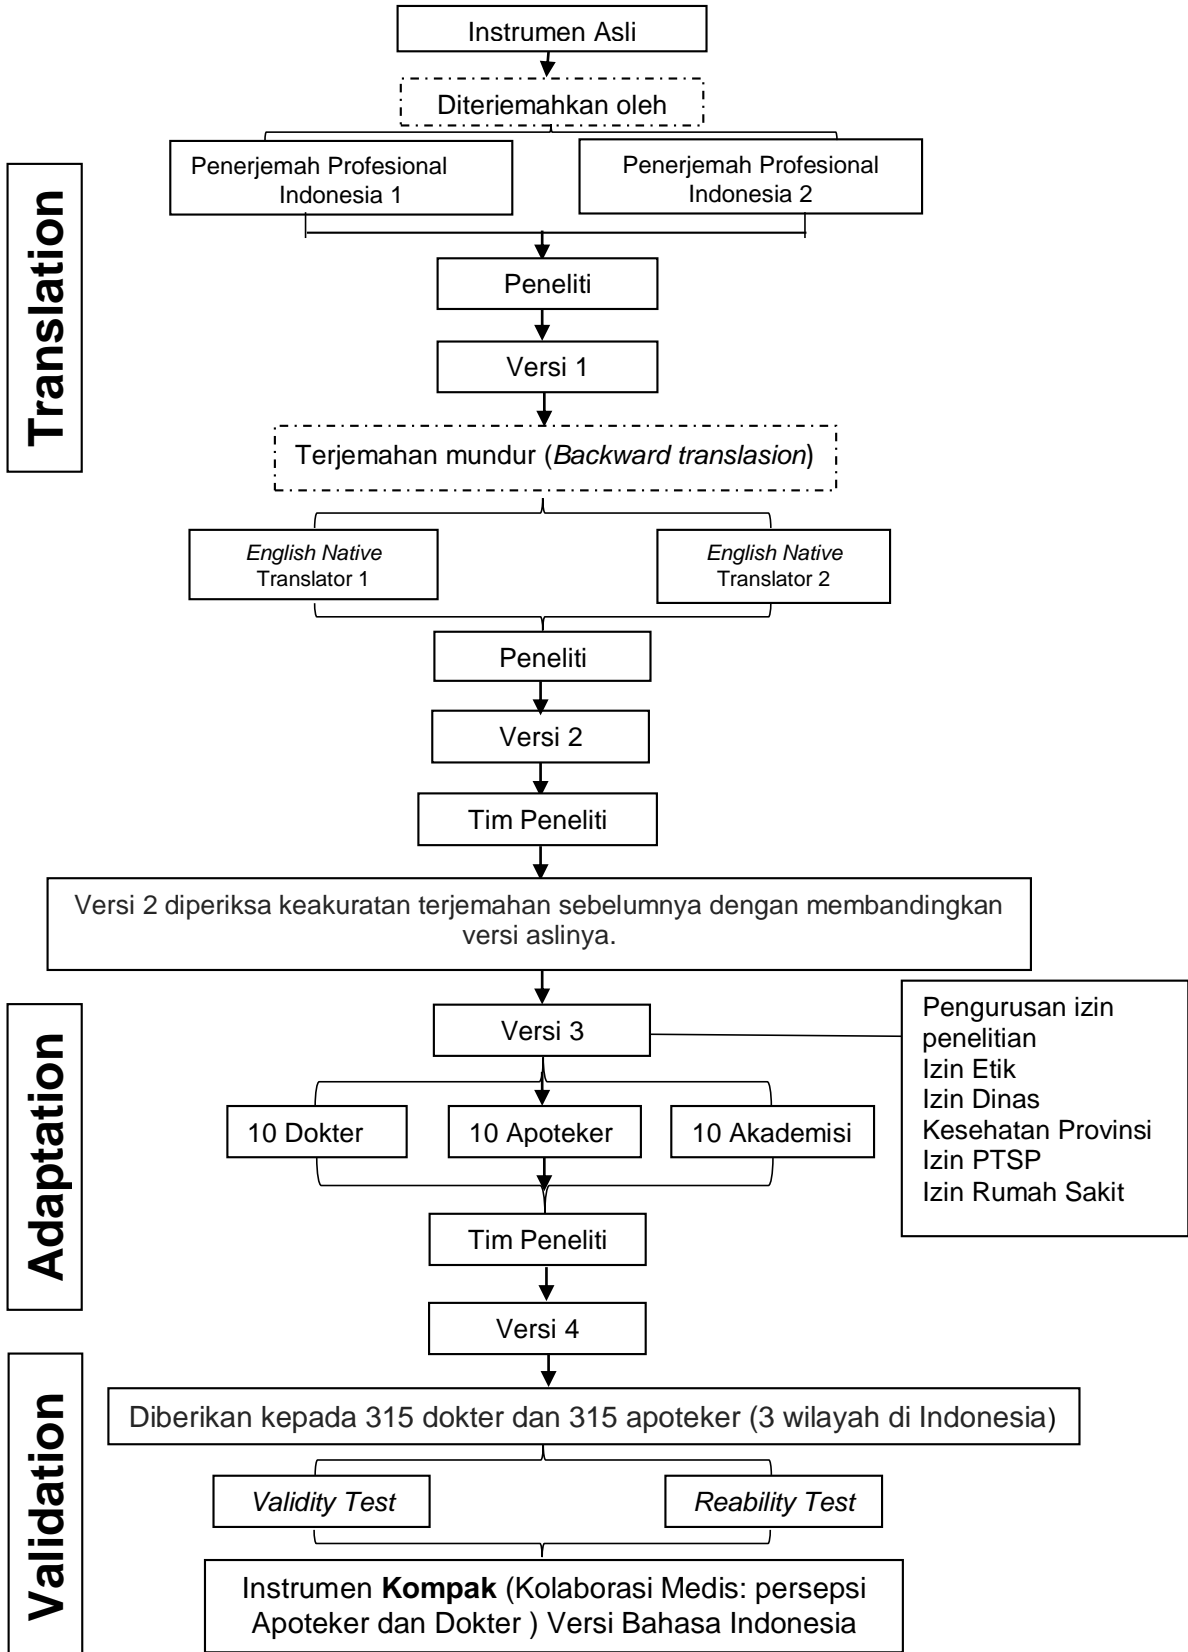 Instrumen Asli
Diterjemahkan oleh
Translation
Penerjemah Profesional
Indonesia 1
Penerjemah Profesional
Indonesia 2
Peneliti
Versi 1
Terjemahan mundur (Backward translasion)
English Native
Translator 1
English Native
Translator 2
Peneliti
Versi 2
Tim Peneliti
Versi 2 diperiksa keakuratan terjemahan sebelumnya dengan membandingkan
versi aslinya.
Adaptation
Versi 3
Pengurusan izin
penelitian
Izin Etik
Izin Dinas
Kesehatan Provinsi
Izin PTSP
Izin Rumah Sakit
10 Dokter
10 Apoteker
10 Akademisi
Tim Peneliti
Versi 4
Validation
Diberikan kepada 315 dokter dan 315 apoteker (3 wilayah di Indonesia)
Validity Test
Reability Test
Instrumen Kompak (Kolaborasi Medis: persepsi
Apoteker dan Dokter ) Versi Bahasa Indonesia